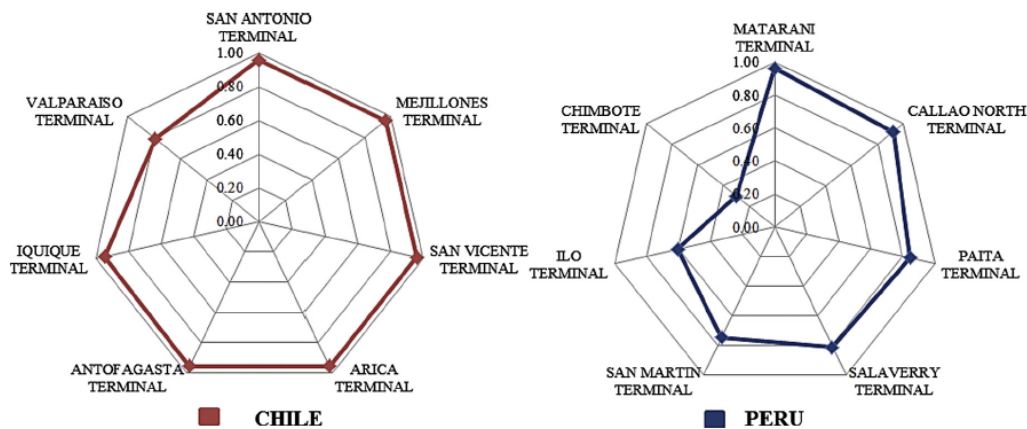 SAN ANTONIO
TERMINAL
1.00
0.80
0.60
0.40
0.20
0.00
MEJILLONES
TERMINAL
SAN VICENTE
TERMINAL
ARICA
TERMINAL
ANTOFAGASTA
TERMINAL
IQUIQUE
TERMINAL
VALPARAISO
TERMINAL
CHILE
MATARANI
TERMINAL
1.00
0.80
0.60
0.40
0.20
0.00
CALLAO NORTH
TERMINAL
PAITA
TERMINAL
SALAVERRY
TERMINAL
SAN MARTIN
TERMINAL
ILO
TERMINAL
CHIMBOTE
TERMINAL
PERU